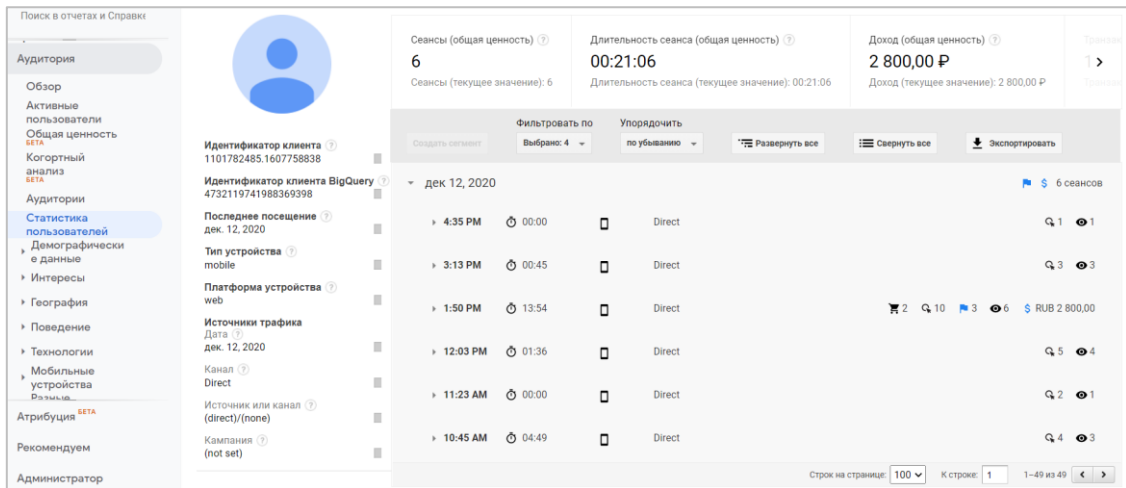 Поиск в отчетах и Справке
Аудитория
Обзор
Активные
пользователи
Общая ценность
БЕТА
Когортный
анализ
БЕТА
Аудитории
Статистика
пользователей
Демографически
е данные
Интересы
География
Поведение
Технологии
Мобильные
устройства
Разные
Атрибуция БЕТА
Рекомендуем
Администратор
Идентификатор клиента
1101782485.1607758838
Идентификатор клиента BigQuery
4732119741988369398
Последнее посещение
дек. 12, 2020
Тип устройства
mobile
Платформа устройства
web
Источники трафика
Дата
дек. 12, 2020
Канал
Direct
Источник или канал
(direct)/(none)
Кампания
(not set)
Сеансы (общая ценность)
6
Сеансы (текущее значение): 6
Длительность сеанса (общая ценность)
00:21:06
Длительность сеанса (текущее значение): 00:21:06
Доход (общая ценность)
2 800,00 ₽
Доход (текущее значение): 2 800,00 ₽
1
Создать сегмент
Фильтровать по
Выбрано: 4
Упорядочить
по убыванию
Развернуть все
Свернуть все
Экспортировать
дек 12, 2020 $ 6 сеансов
4:35 PM 00:00 Direct 1 1
3:13 PM 00:45 Direct 3 3
1:50 PM 13:54 Direct 2 10 3 6 $ RUB 2 800,00
12:03 PM 01:36 Direct 5 4
11:23 AM 00:00 Direct 2 1
10:45 AM 04:49 Direct 4 3
Строк на странице: 100 К строке: 1 1–49 из 49